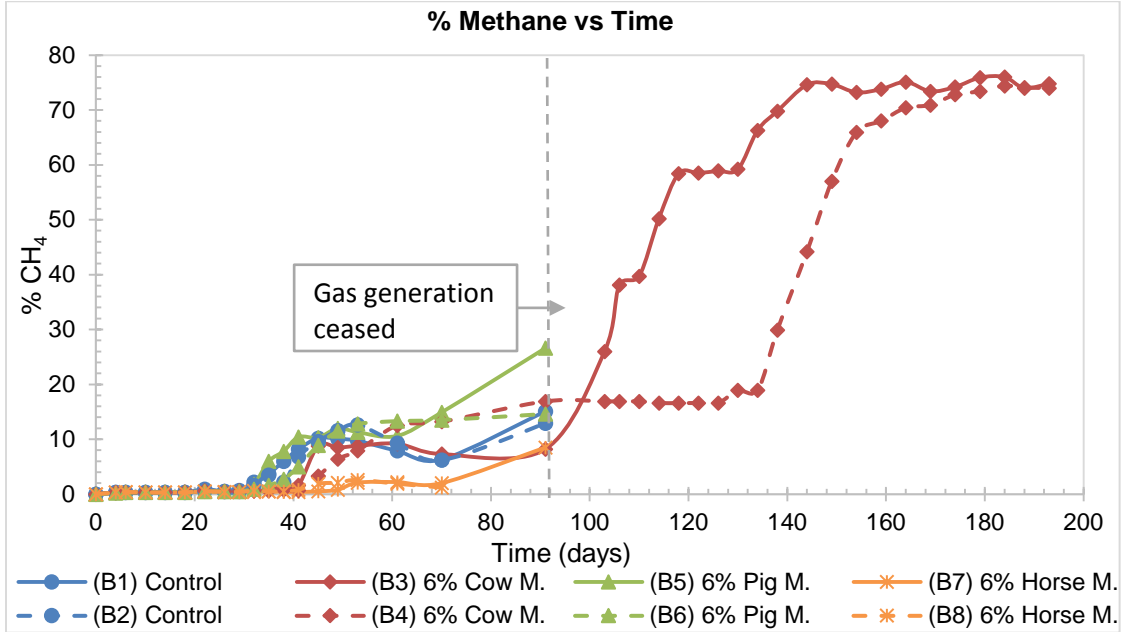 % Methane vs Time
80
70
60
50
40
30
20
10
0
% CH₄
Gas generation
ceased
0 20 40 60 80 100 120 140 160 180 200
Time (days)
(B1) Control (B3) 6% Cow M. (B5) 6% Pig M. (B7) 6% Horse M.
(B2) Control (B4) 6% Cow M. (B6) 6% Pig M. (B8) 6% Horse M.